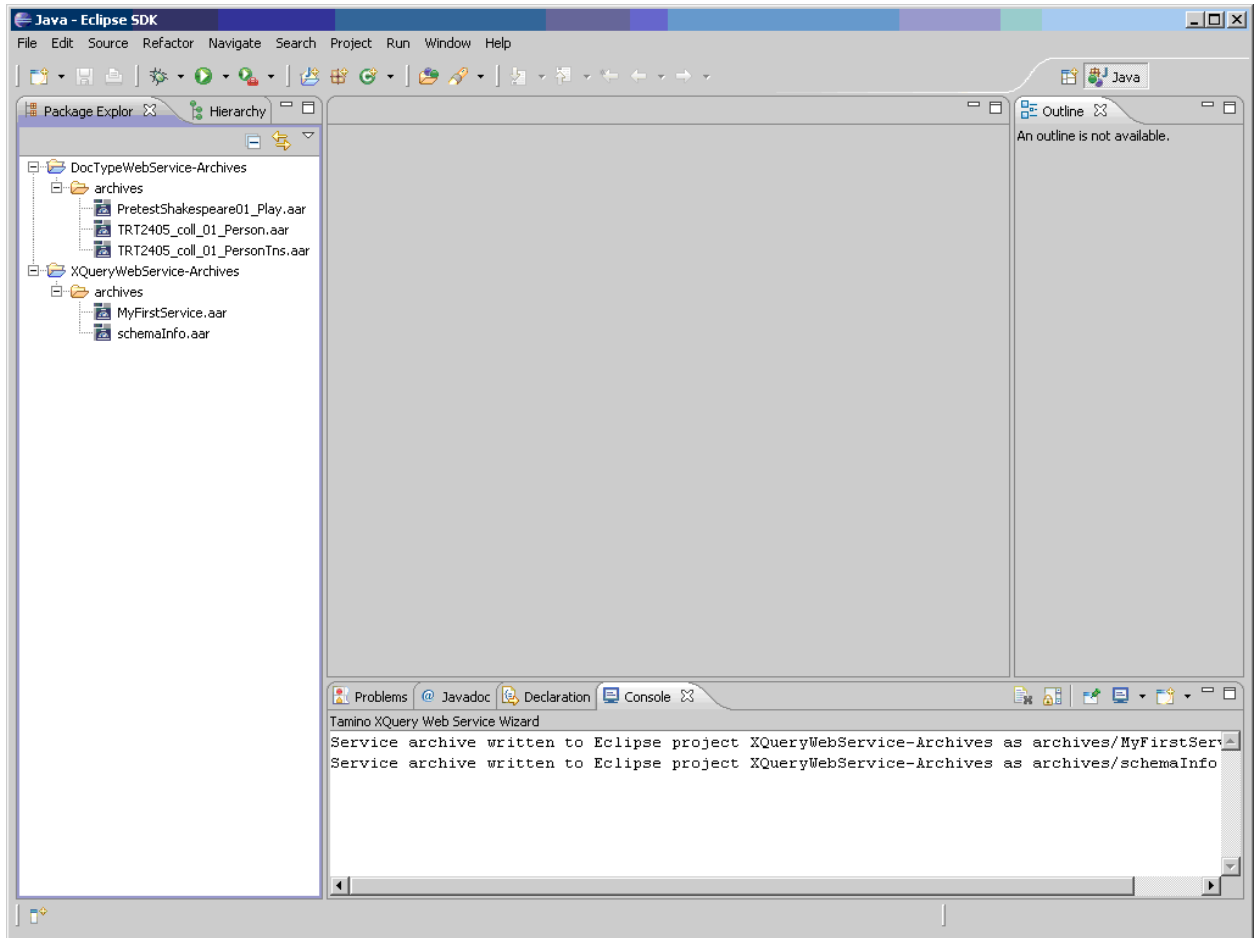 Java - Eclipse SDK
File Edit Source Refactor Navigate Search Project Run Window Help
Java
Package Explor Hierarchy
DocTypeWebService-Archives
archives
PretestShakespeare01_Play.aar
TRT2405_coll_01_Person.aar
TRT2405_coll_01_PersonTns.aar
XQueryWebService-Archives
archives
MyFirstService.aar
schemaInfo.aar
Outline
An outline is not available.
Problems @ Javadoc Declaration Console
Tamino XQuery Web Service Wizard
Service archive written to Eclipse project XQueryWebService-Archives as archives/MyFirstServ
Service archive written to Eclipse project XQueryWebService-Archives as archives/schemaInfo